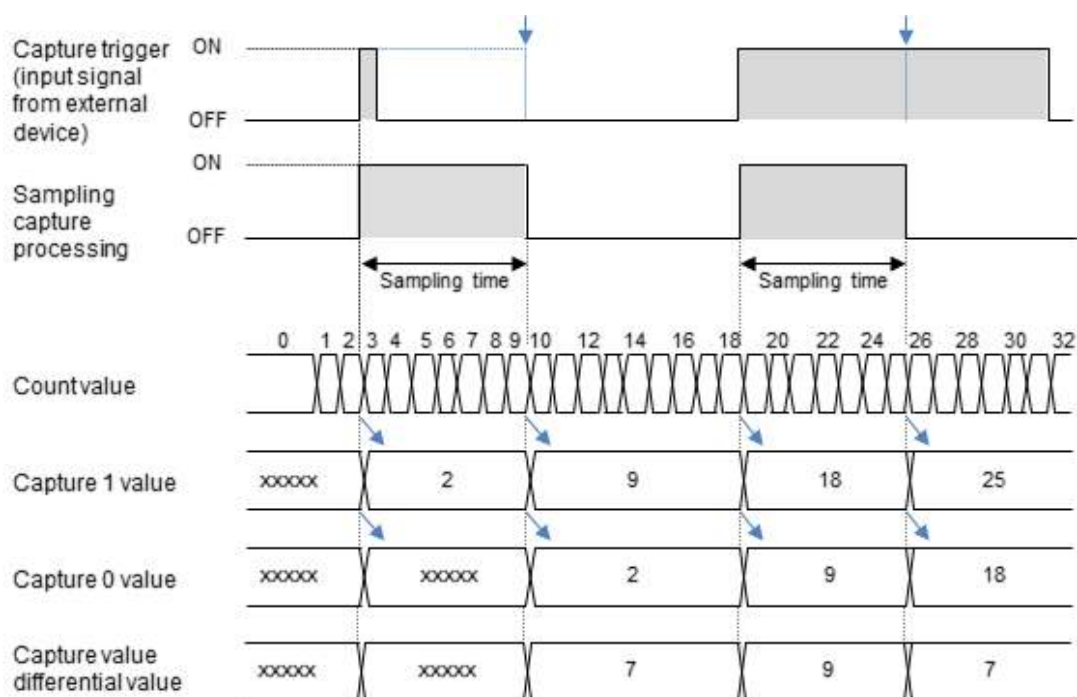 Capture trigger
(input signal
from external
device)
ON
OFF
Sampling
capture
processing
ON
OFF
Sampling time
Sampling time
0 1 2 3 4 5 6 7 8 9 10 12 14 16 18 20 22 24 26 28 30 32
Count value
Capture 1 value
xxxxx 2 9 18 25
Capture 0 value
xxxxx xxxxx 2 9 18
Capture value
differential value
xxxxx xxxxx 7 9 7